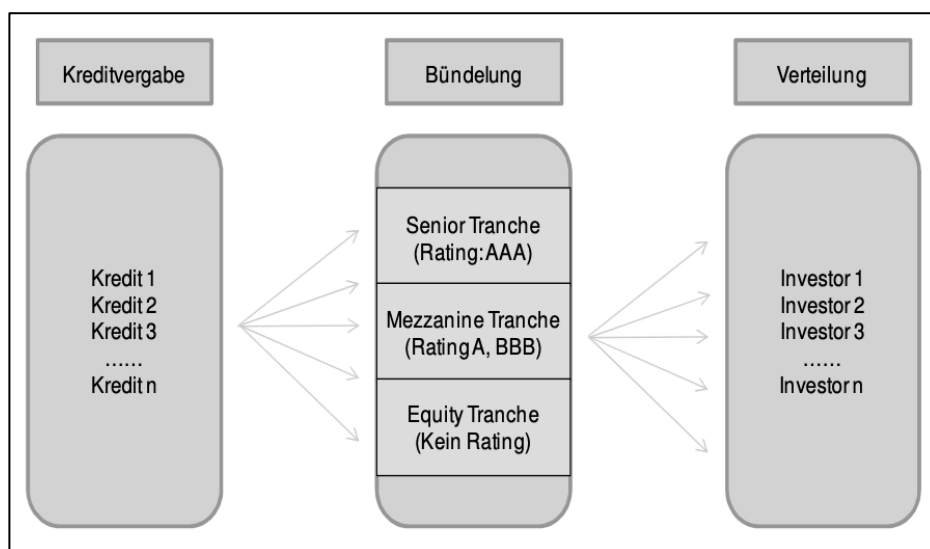 Kreditvergabe
Bündelung
Verteilung
Kredit 1
Kredit 2
Kredit 3
......
Kredit n
Senior Tranche
(Rating: AAA)
Mezzanine Tranche
(Rating A, BBB)
Equity Tranche
(Kein Rating)
Investor 1
Investor 2
Investor 3
......
Investor n